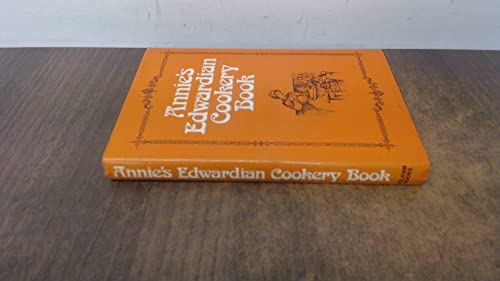 Annie's
Edwardian
Cookery
Book
Annie's Edwardian Cookery Book